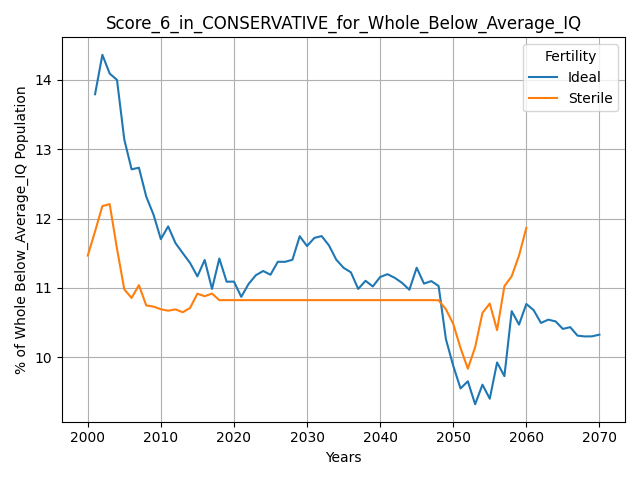 Score_6_in_CONSERVATIVE_for_Whole_Below_Average_IQ
Fertility
Ideal
Sterile
% of Whole Below_Average_IQ Population
14
13
12
11
10
2000 2010 2020 2030 2040 2050 2060 2070
Years